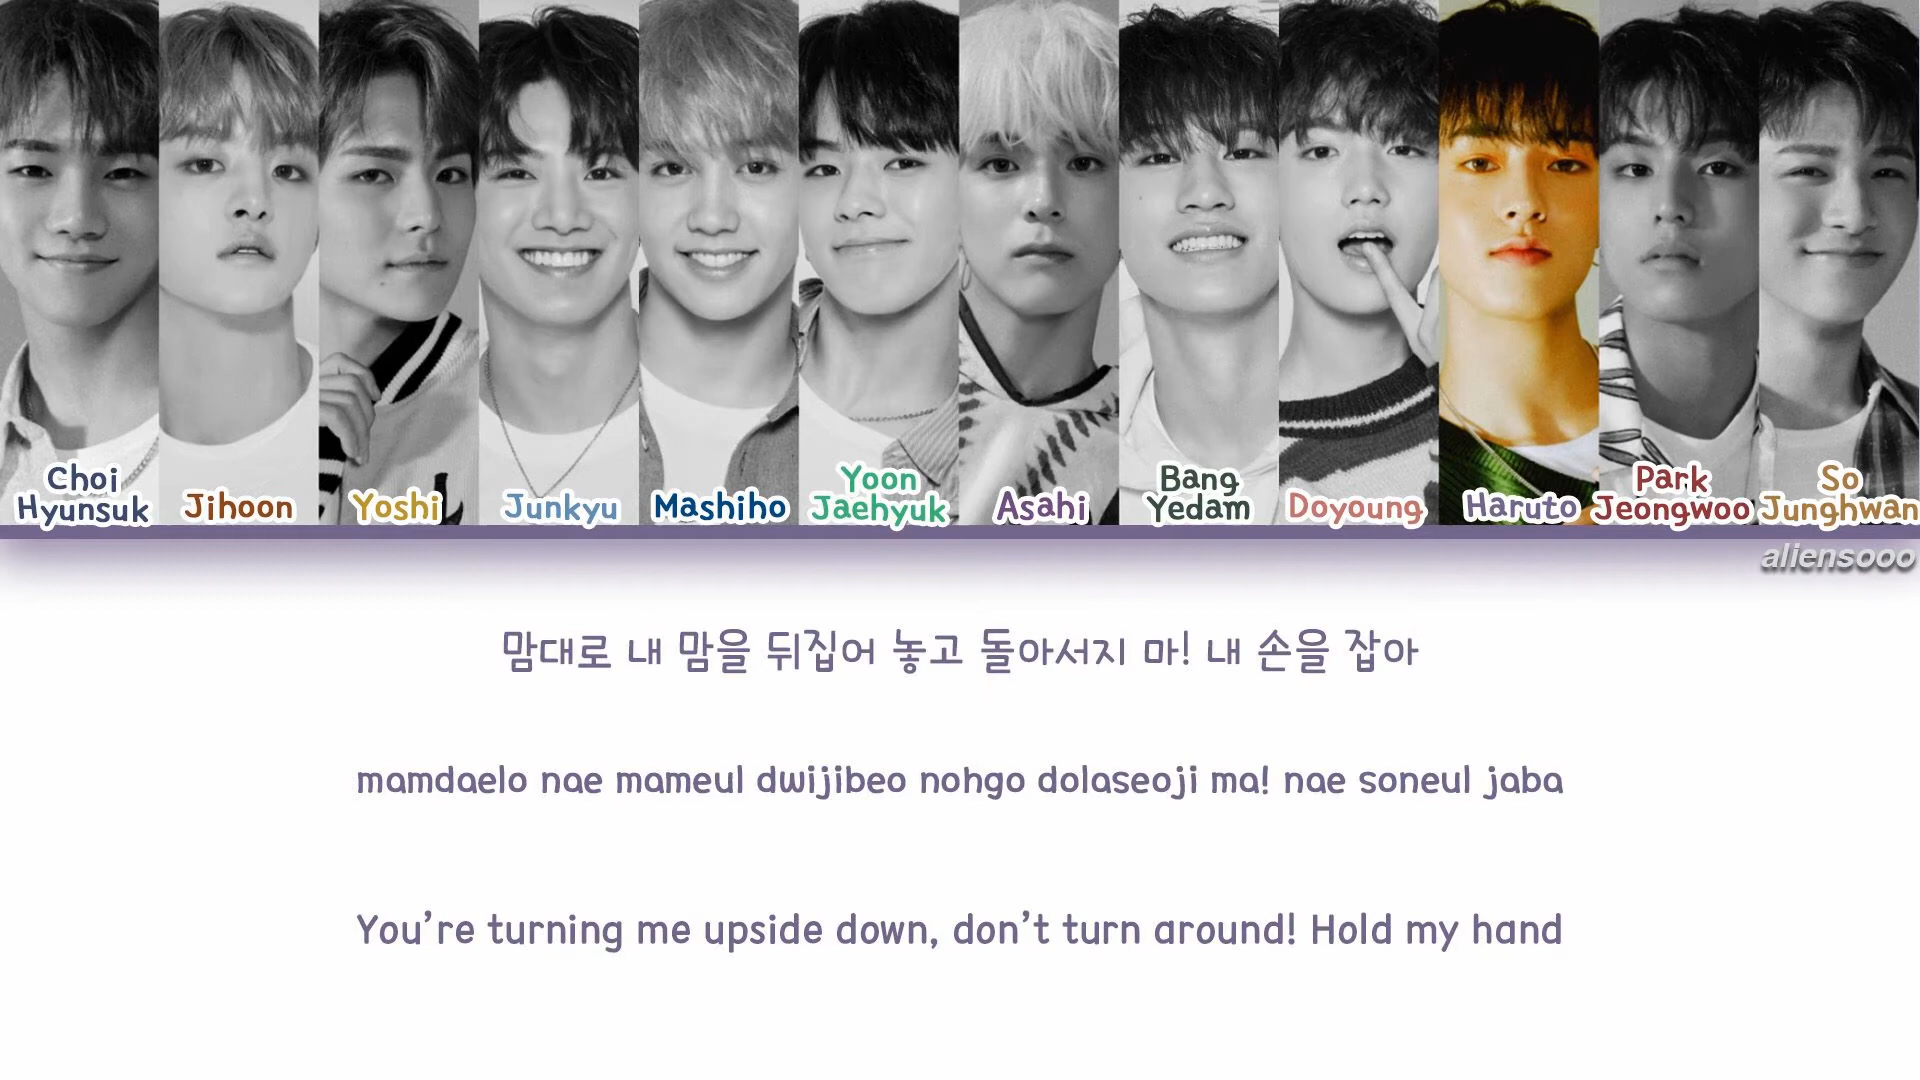 Choi
Hyunsuk
Jihoon
Yoshi
Junkyu
Mashiho
Yoon
Jaehyuk
Asahi
Bang
Yedam
Doyoung
Haruto
Park
Jeongwoo
So
Junghwan
aliensooo
맘대로 내 맘을 뒤집어 놓고 돌아서지 마! 내 손을 잡아
mamdaelo nae mameul dwijibeo nohgo dolaseoji ma! nae soneul jaba
You’re turning me upside down, don’t turn around! Hold my hand